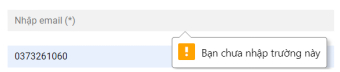 Nhập email (*)
Bạn chưa nhập trường này
0373261060